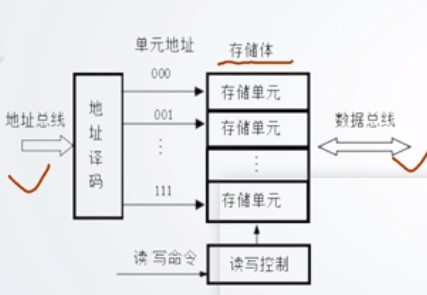 单元地址
存储体
000
存储单元
地址总线
地址译码
001
存储单元
数据总线
⋮
⋮
111
存储单元
读 写命令
读写控制